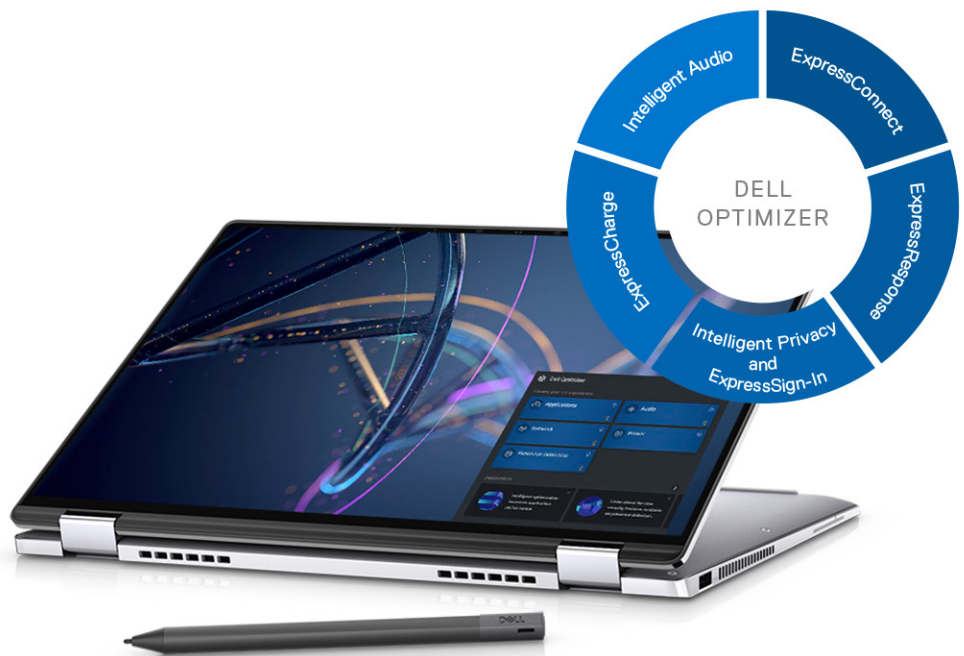 Intelligent Audio
ExpressConnect
ExpressCharge
DELL
OPTIMIZER
ExpressResponse
Intelligent Privacy
and
ExpressSign-In
Dell Optimizer
Applications
Audio
Network
Power
Presence Detection
DELL